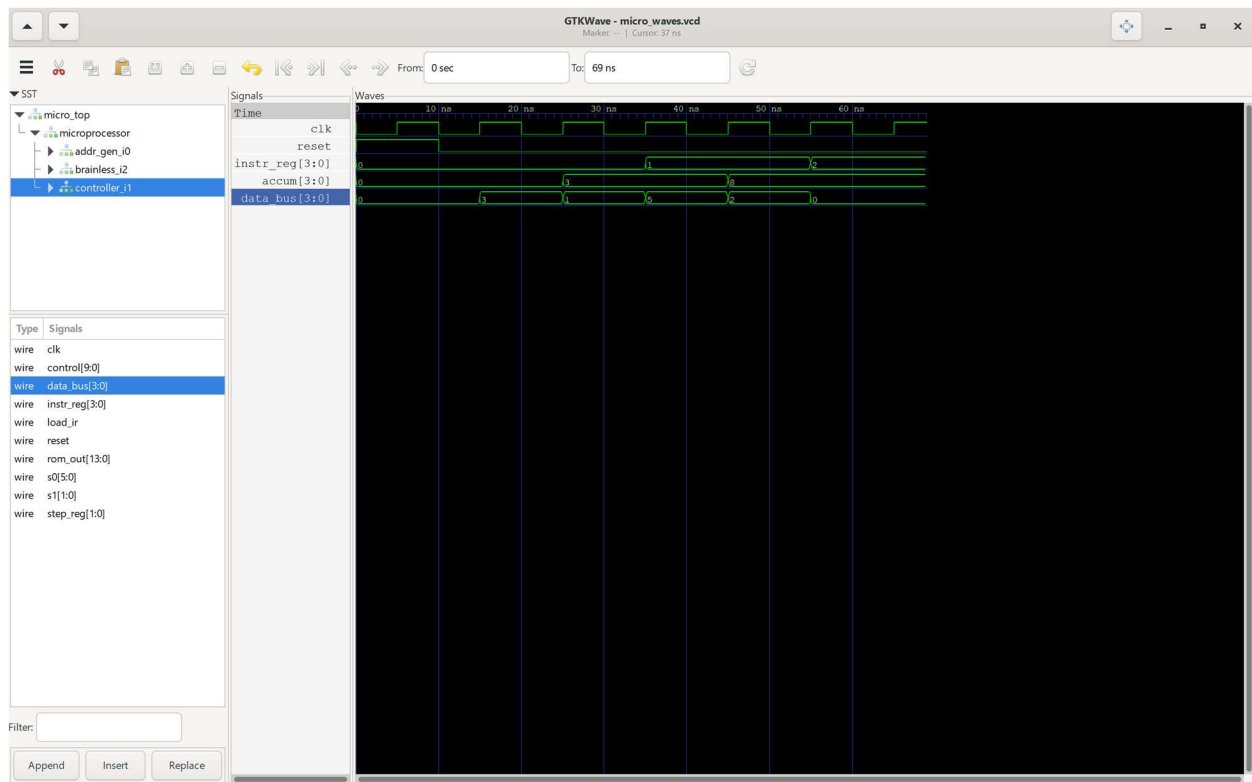 GTKWave - micro_waves.vcd
Marker: -- | Cursor: 37 ns
From: 0 sec To: 69 ns
SST
micro_top
microprocessor
addr_gen_i0
brainless_i2
controller_i1
Type Signals
wire clk
wire control[9:0]
wire data_bus[3:0]
wire instr_reg[3:0]
wire load_ir
wire reset
wire rom_out[13:0]
wire s0[5:0]
wire s1[1:0]
wire step_reg[1:0]
Filter:
Append Insert Replace
Signals
Time
clk
reset
instr_reg[3:0]
accum[3:0]
data_bus[3:0]
Waves
0 10 ns 20 ns 30 ns 40 ns 50 ns 60 ns
0 1 2
0 3 8
0 3 1 5 2 0